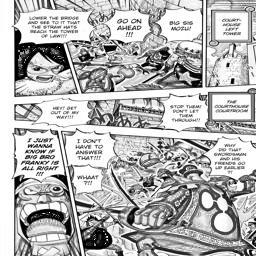 LOWER THE BRIDGE
AND SEE TO IT THAT
THE STRAW HATS
REACH THE TOWER
OF LAW!!!
GO ON
AHEAD
!!!
BIG SIS
MOZU!
COURT-
HOUSE
LEFT
TOWER
HEY! GET
OUT OF MY
WAY!!!
STOP THEM!
DON'T LET
THEM
THROUGH!!
THE
COURTHOUSE
COURTROOM
I JUST
WANNA
KNOW IF
BIG BRO
FRANKY IS
ALL RIGHT
!!!
I DON'T
HAVE TO
ANSWER
THAT!!!
WHAAT
?!!
WHY DID
THAT
SWORDSMAN
AND HIS
FRIENDS GO
UP EARLIER
?!